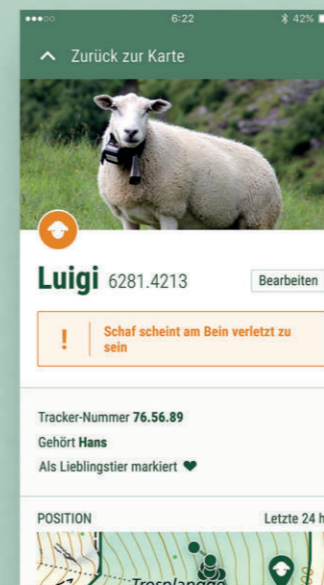 6:22
42%
Zurück zur Karte
Luigi 6281.4213
Bearbeiten
! Schaf scheint am Bein verletzt zu
sein
Tracker-Nummer 76.56.89
Gehört Hans
Als Lieblingstier markiert
POSITION Letzte 24 h